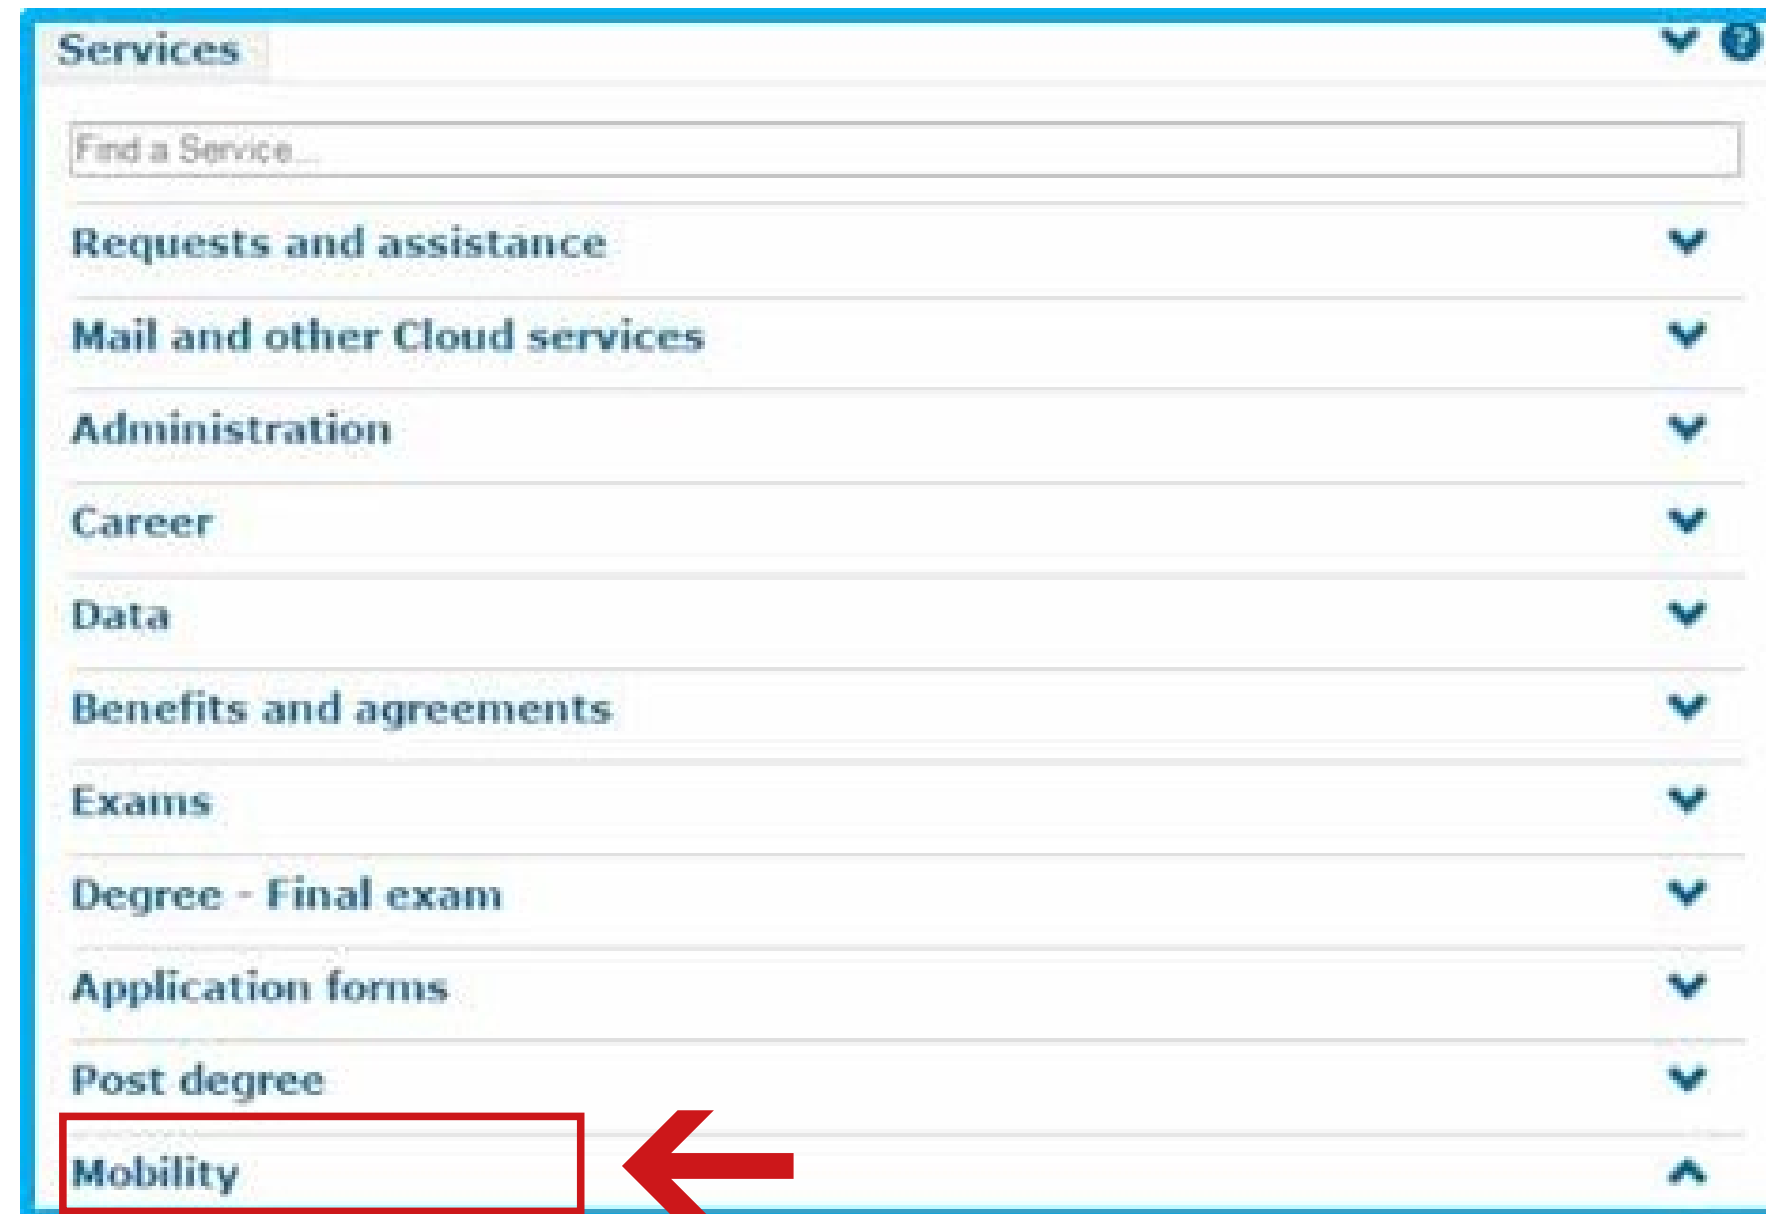 Services
?
Find a Service...
Requests and assistance
Mail and other Cloud services
Administration
Career
Data
Benefits and agreements
Exams
Degree - Final exam
Application forms
Post degree
Mobility